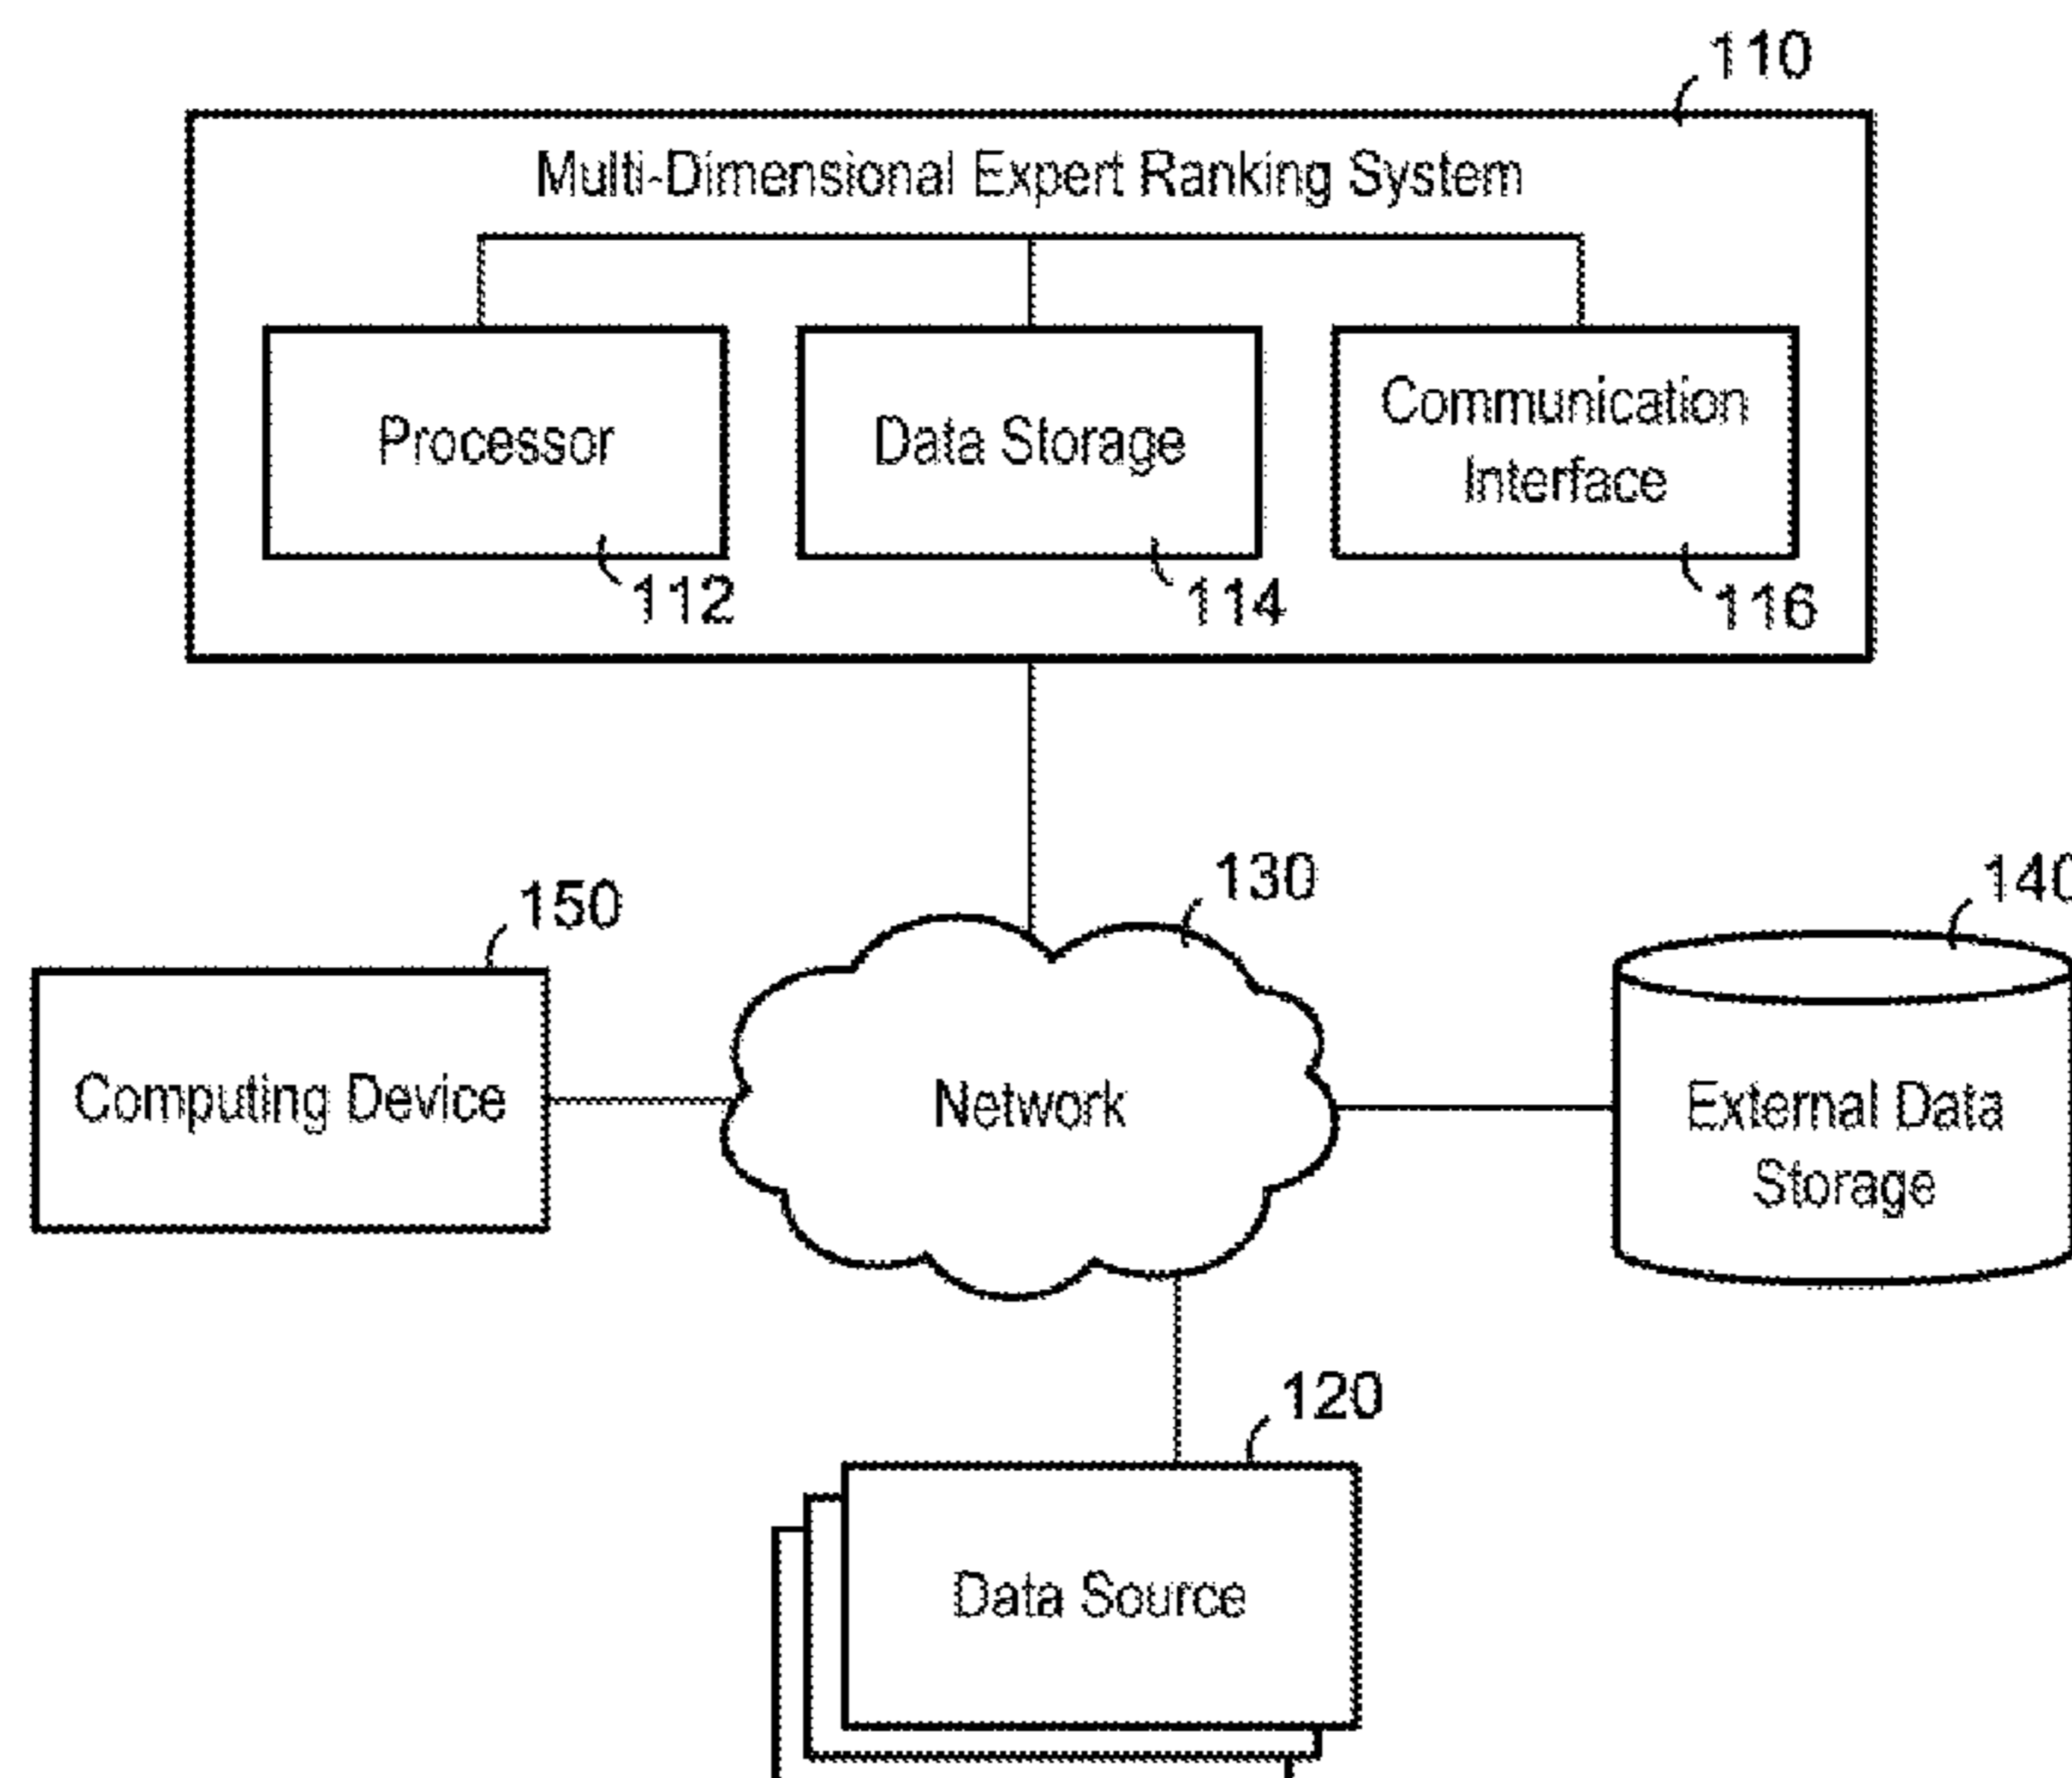 110
Multi-Dimensional Expert Ranking System
Processor
Data Storage
Communication
Interface
112
114
116
130
140
150
Computing Device
Network
External Data
Storage
120
Data Source